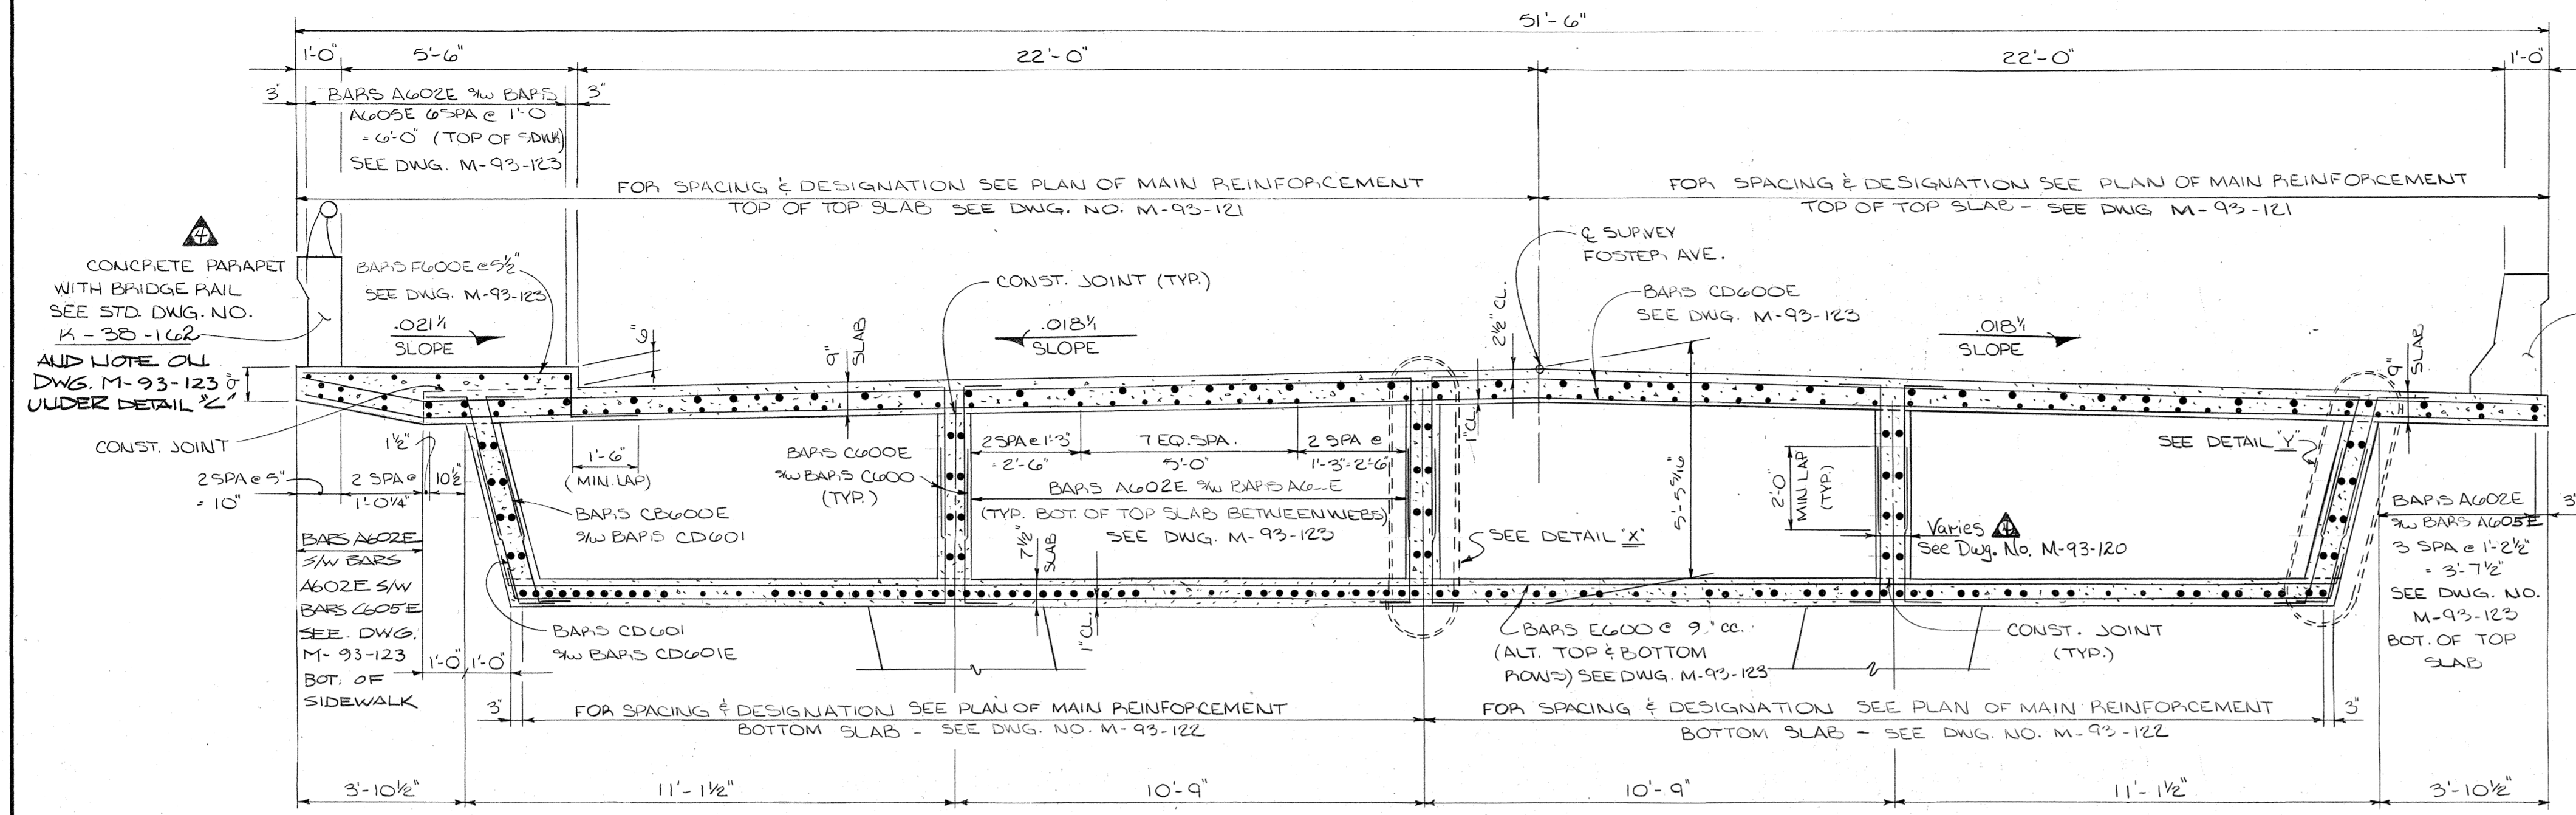 51'-6"
1'-0"
5'-6"
22'-0"
22'-0"
1'-0"
3"
BARS A602E S/W BARS
3"
A605E 6SPA @ 1'-0
= 6'-0" (TOP OF SDWK)
SEE DWG. M-93-123
FOR SPACING & DESIGNATION SEE PLAN OF MAIN REINFORCEMENT
TOP OF TOP SLAB SEE DWG. NO. M-93-121
FOR SPACING & DESIGNATION SEE PLAN OF MAIN REINFORCEMENT
TOP OF TOP SLAB - SEE DWG M-93-121
4
CONCRETE PARAPET
WITH BRIDGE RAIL
SEE STD. DWG. NO.
K-38-162
AND NOTE ON
DWG. M-93-123
UNDER DETAIL "C"
9"
BARS F600E @ 5½"
SEE DWG. M-93-123
.021%
SLOPE
9"
SLAB
CONST. JOINT (TYP.)
.018%
SLOPE
2½" CL.
℄ SURVEY
FOSTER AVE.
BARS CD600E
SEE DWG. M-93-123
.018%
SLOPE
9"
SLAB
CONST. JOINT
1½"
2 SPA @ 5"
= 10"
2 SPA @
1'-0¼"
10½"
1'-6"
(MIN. LAP)
BARS C600E
S/W BARS C600
(TYP.)
2 SPA @ 1'-3"
= 2'-6"
7 EQ. SPA.
5'-0"
2 SPA @
1'-3"=2'-6"
BARS A602E S/W BARS A6--E
(TYP. BOT. OF TOP SLAB BETWEEN WEBS)
SEE DWG. M-93-123
1" CL.
5'-5 5/16"
2'-0"
MIN LAP
(TYP.)
SEE DETAIL "X"
SEE DETAIL "Y"
Varies 4
See Dwg. No. M-93-120
BARS A602E
S/W BARS A605E
3 SPA @ 1'-2½"
= 3'-7½"
SEE DWG. NO.
M-93-123
BOT. OF TOP
SLAB
3"
BARS CB600E
S/W BARS CD601
7½"
SLAB
BARS A602E
S/W BARS
A602E S/W
BARS C605E
SEE DWG.
M-93-123
BOT. OF
SIDEWALK
1'-0"
1'-0"
BARS CD601
S/W BARS CD601E
1" CL.
BARS E600 @ 9" CC.
(ALT. TOP & BOTTOM
ROWS) SEE DWG. M-93-123
CONST. JOINT
(TYP.)
3"
FOR SPACING & DESIGNATION SEE PLAN OF MAIN REINFORCEMENT
BOTTOM SLAB - SEE DWG. NO. M-93-122
FOR SPACING & DESIGNATION SEE PLAN OF MAIN REINFORCEMENT
BOTTOM SLAB - SEE DWG. NO. M-93-122
3"
3'-10½"
11'-1½"
10'-9"
10'-9"
11'-1½"
3'-10½"